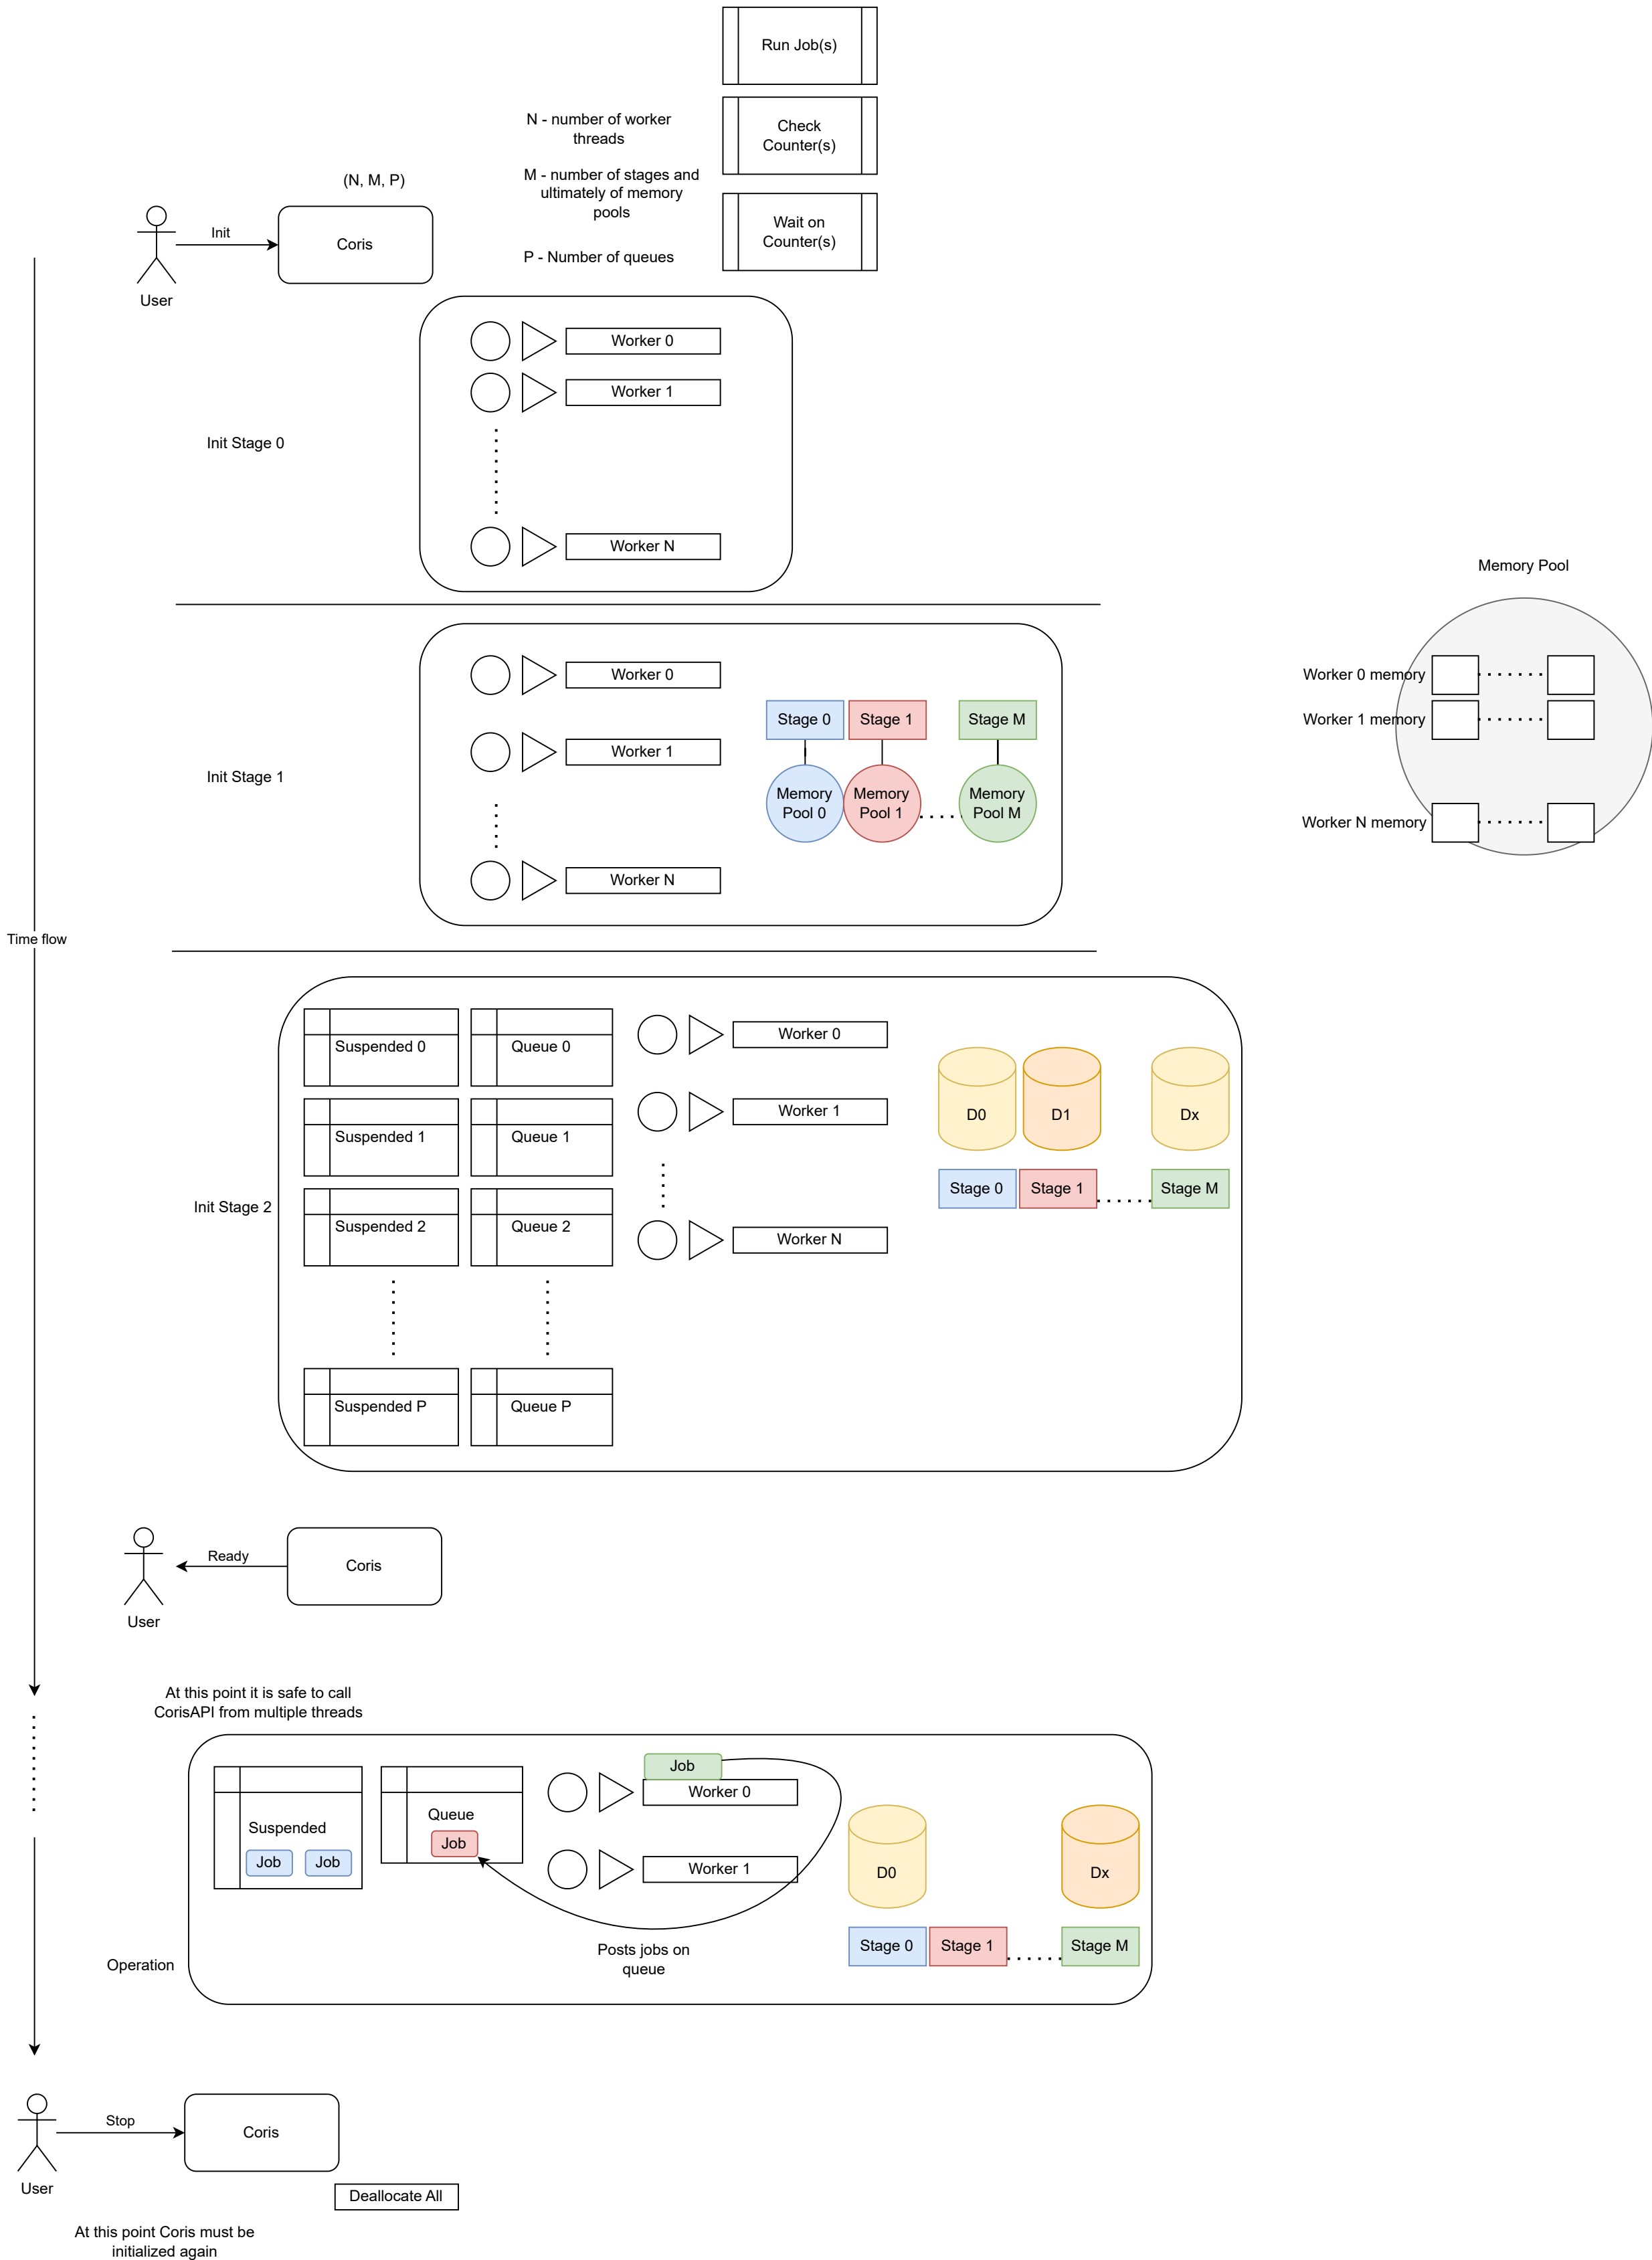 Run Job(s)
Check
Counter(s)
Wait on
Counter(s)
N - number of worker
threads
M - number of stages and
ultimately of memory
pools
P - Number of queues
(N, M, P)
Init
Coris
User
Worker 0
Worker 1
Worker N
Init Stage 0
Memory Pool
Worker 0 memory
Worker 1 memory
Worker N memory
Worker 0
Worker 1
Worker N
Stage 0
Stage 1
Stage M
Memory
Pool 0
Memory
Pool 1
Memory
Pool M
Init Stage 1
Time flow
Suspended 0
Queue 0
Worker 0
Suspended 1
Queue 1
Worker 1
Suspended 2
Queue 2
Worker N
Suspended P
Queue P
D0
D1
Dx
Stage 0
Stage 1
Stage M
Init Stage 2
Ready
Coris
User
At this point it is safe to call
CorisAPI from multiple threads
Suspended
Job
Job
Queue
Job
Job
Worker 0
Worker 1
D0
Dx
Stage 0
Stage 1
Stage M
Posts jobs on
queue
Operation
Stop
Coris
User
Deallocate All
At this point Coris must be
initialized again